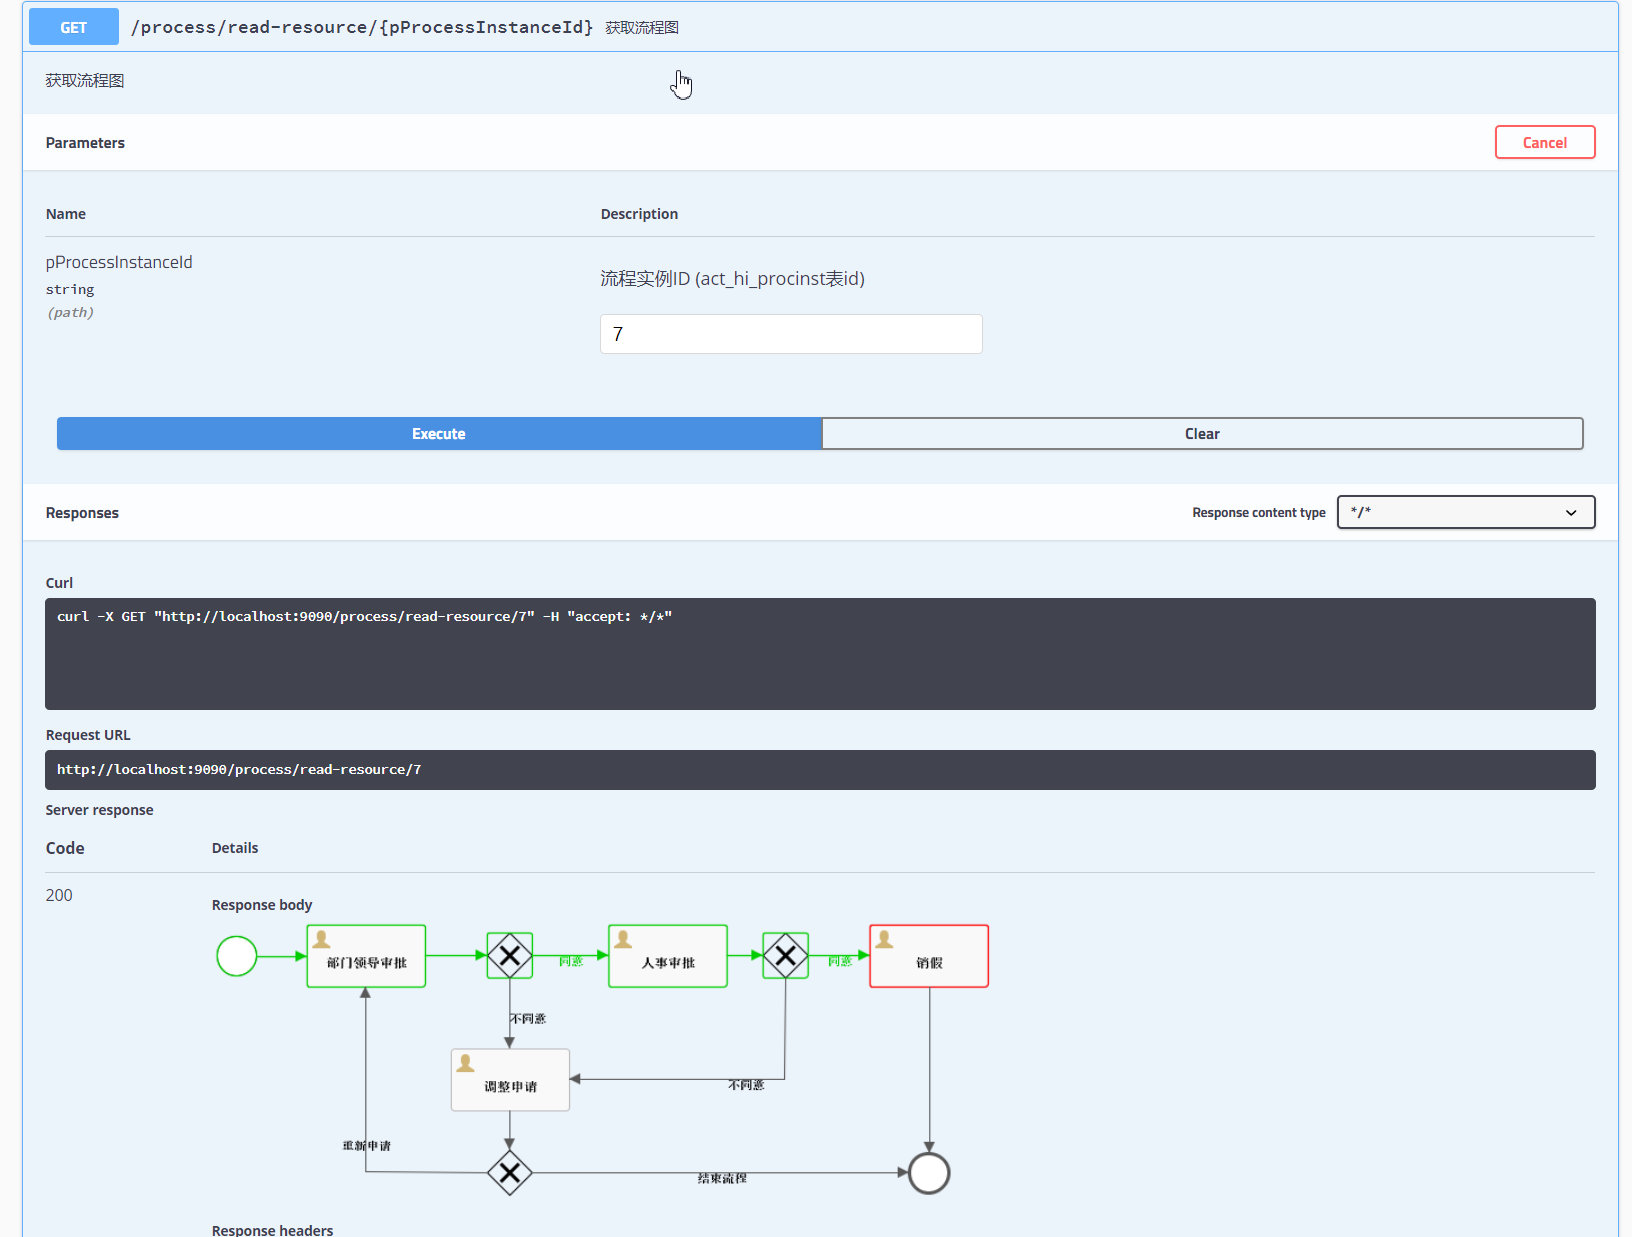 GET /process/read-resource/{pProcessInstanceId} 获取流程图
获取流程图
Parameters
Cancel
Name Description
pProcessInstanceId
string
(path)
流程实例ID (act_hi_procinst表id)
7
Execute Clear
Responses
Response content type */*
Curl
curl -X GET "http://localhost:9090/process/read-resource/7" -H "accept: */*"
Request URL
http://localhost:9090/process/read-resource/7
Server response
Code Details
200
Response body
部门领导审批
同意
人事审批
同意
销假
不同意
调整申请
不同意
重新申请
结束流程
Response headers